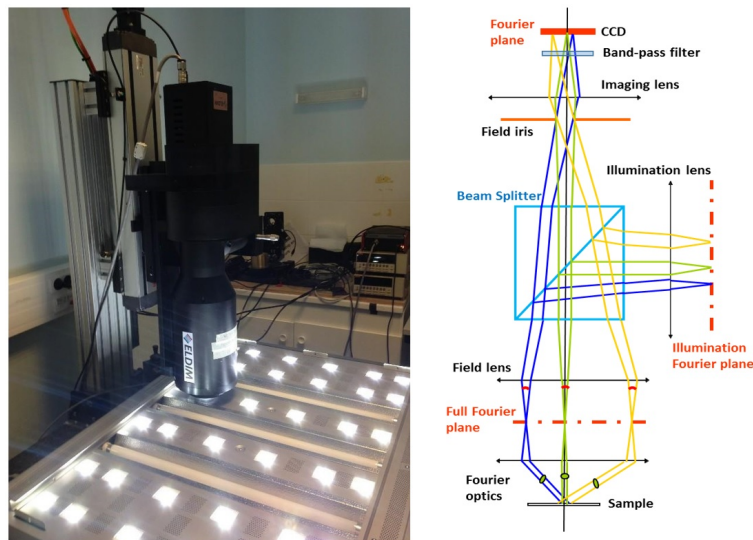 ELDIM
Fourier
plane
CCD
Band-pass filter
Imaging lens
Field iris
Illumination lens
Beam Splitter
Illumination
Fourier plane
Field lens
Full Fourier
plane
Fourier
optics
Sample